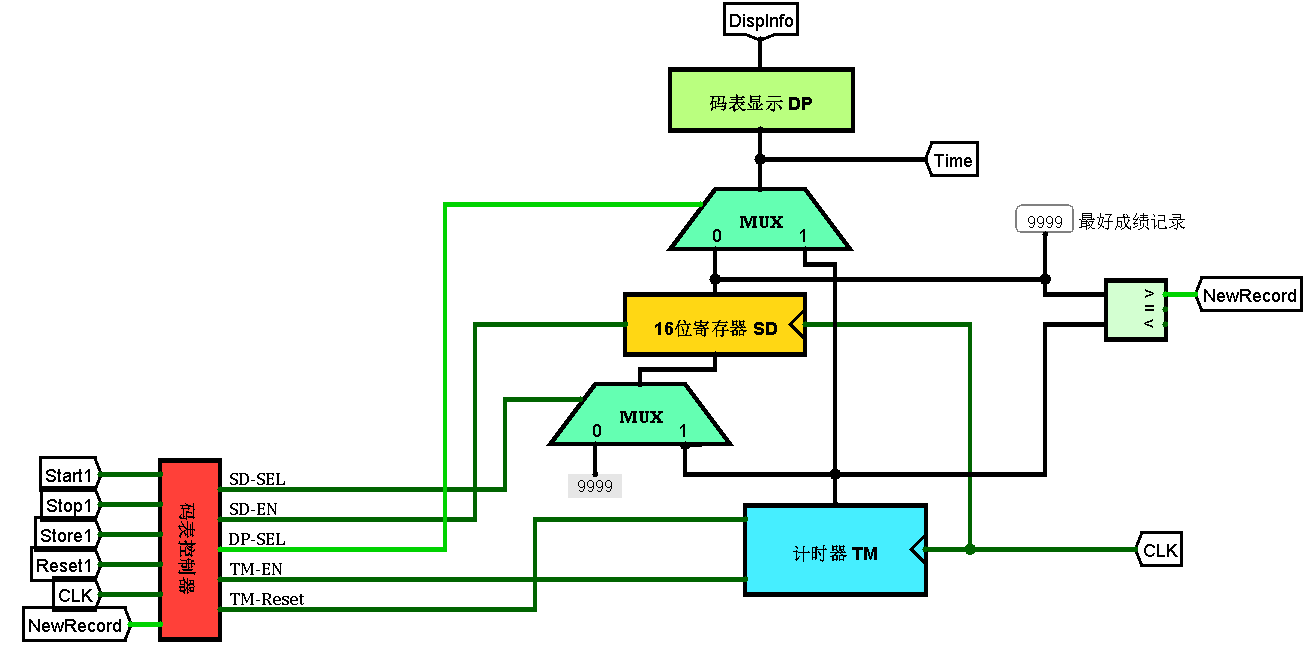 DispInfo
码表显示 DP
Time
MUX
0 1
9999 最好成绩记录
NewRecord
16位寄存器 SD
MUX
0 1
9999
Start1
Stop1
Store1
Reset1
CLK
NewRecord
码表控制器
SD-SEL
SD-EN
DP-SEL
TM-EN
TM-Reset
计时器 TM
CLK